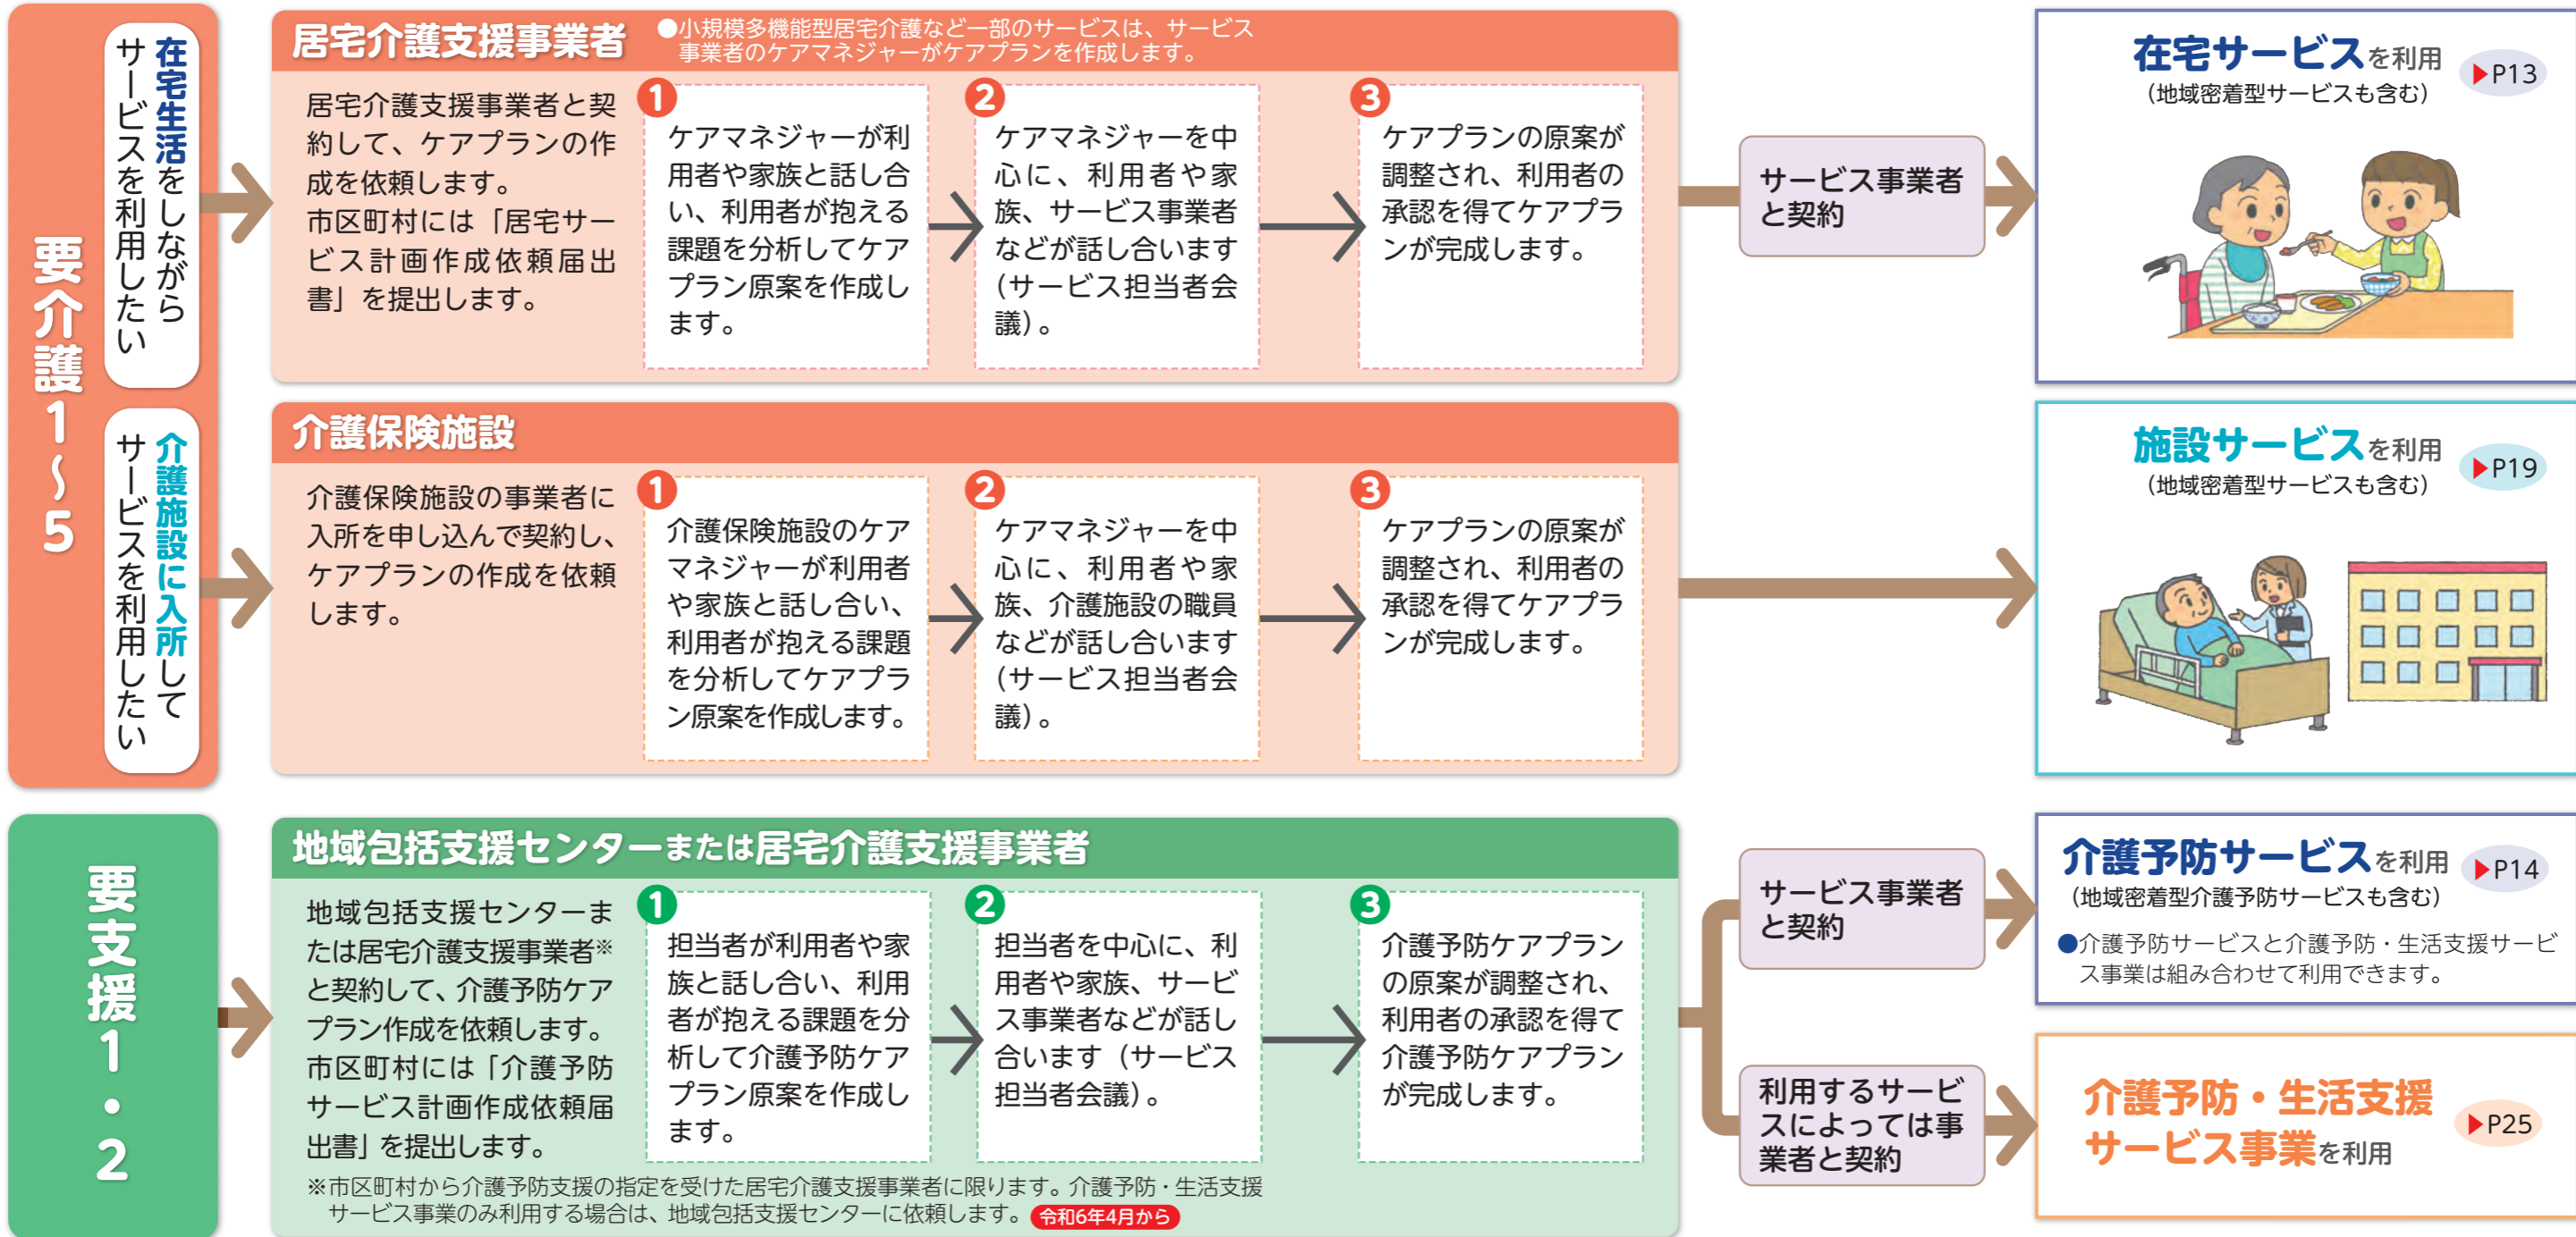 要介護1〜5
在宅生活をしながら
サービスを利用したい
居宅介護支援事業者
●小規模多機能型居宅介護など一部のサービスは、サービス
事業者のケアマネジャーがケアプランを作成します。
居宅介護支援事業者と契
約して、ケアプランの作
成を依頼します。
市区町村には「居宅サー
ビス計画作成依頼届出
書」を提出します。
1
ケアマネジャーが利
用者や家族と話し合
い、利用者が抱える
課題を分析してケア
プラン原案を作成し
ます。
2
ケアマネジャーを中
心に、利用者や家
族、サービス事業者
などが話し合います
（サービス担当者会
議）。
3
ケアプランの原案が
調整され、利用者の
承認を得てケアプラ
ンが完成します。
サービス事業者
と契約
在宅サービスを利用
（地域密着型サービスも含む）
▶P13
介護施設に入所して
サービスを利用したい
介護保険施設
介護保険施設の事業者に
入所を申し込んで契約し、
ケアプランの作成を依頼
します。
1
介護保険施設のケア
マネジャーが利用者
や家族と話し合い、
利用者が抱える課題
を分析してケアプラ
ン原案を作成します。
2
ケアマネジャーを中
心に、利用者や家
族、介護施設の職員
などが話し合います
（サービス担当者会
議）。
3
ケアプランの原案が
調整され、利用者の
承認を得てケアプラ
ンが完成します。
施設サービスを利用
（地域密着型サービスも含む）
▶P19
要支援1・2
地域包括支援センターまたは居宅介護支援事業者
地域包括支援センターま
たは居宅介護支援事業者※
と契約して、介護予防ケア
プラン作成を依頼します。
市区町村には「介護予防
サービス計画作成依頼届
出書」を提出します。
1
担当者が利用者や家
族と話し合い、利用
者が抱える課題を分
析して介護予防ケア
プラン原案を作成し
ます。
2
担当者を中心に、利
用者や家族、サービ
ス事業者などが話し
合います（サービス
担当者会議）。
3
介護予防ケアプラン
の原案が調整され、
利用者の承認を得て
介護予防ケアプラン
が完成します。
※市区町村から介護予防支援の指定を受けた居宅介護支援事業者に限ります。介護予防・生活支援
サービス事業のみ利用する場合は、地域包括支援センターに依頼します。 令和6年4月から
サービス事業者
と契約
介護予防サービスを利用
（地域密着型介護予防サービスも含む）
▶P14
●介護予防サービスと介護予防・生活支援サービ
ス事業は組み合わせて利用できます。
利用するサービ
スによっては事
業者と契約
介護予防・生活支援
サービス事業を利用
▶P25